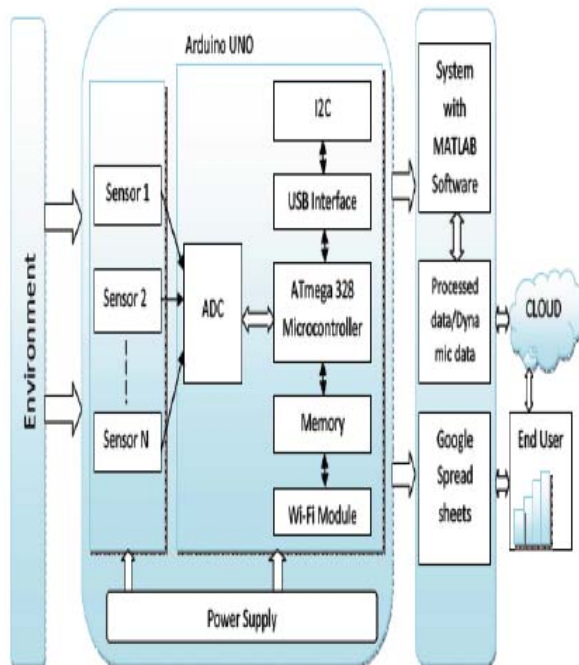 Environment
Arduino UNO
Sensor 1
Sensor 2
Sensor N
ADC
I2C
USB Interface
ATmega 328
Microcontroller
Memory
Wi-Fi Module
Power Supply
System
with
MATLAB
Software
Processed
data/Dyna
mic data
Google
Spread
sheets
CLOUD
End User